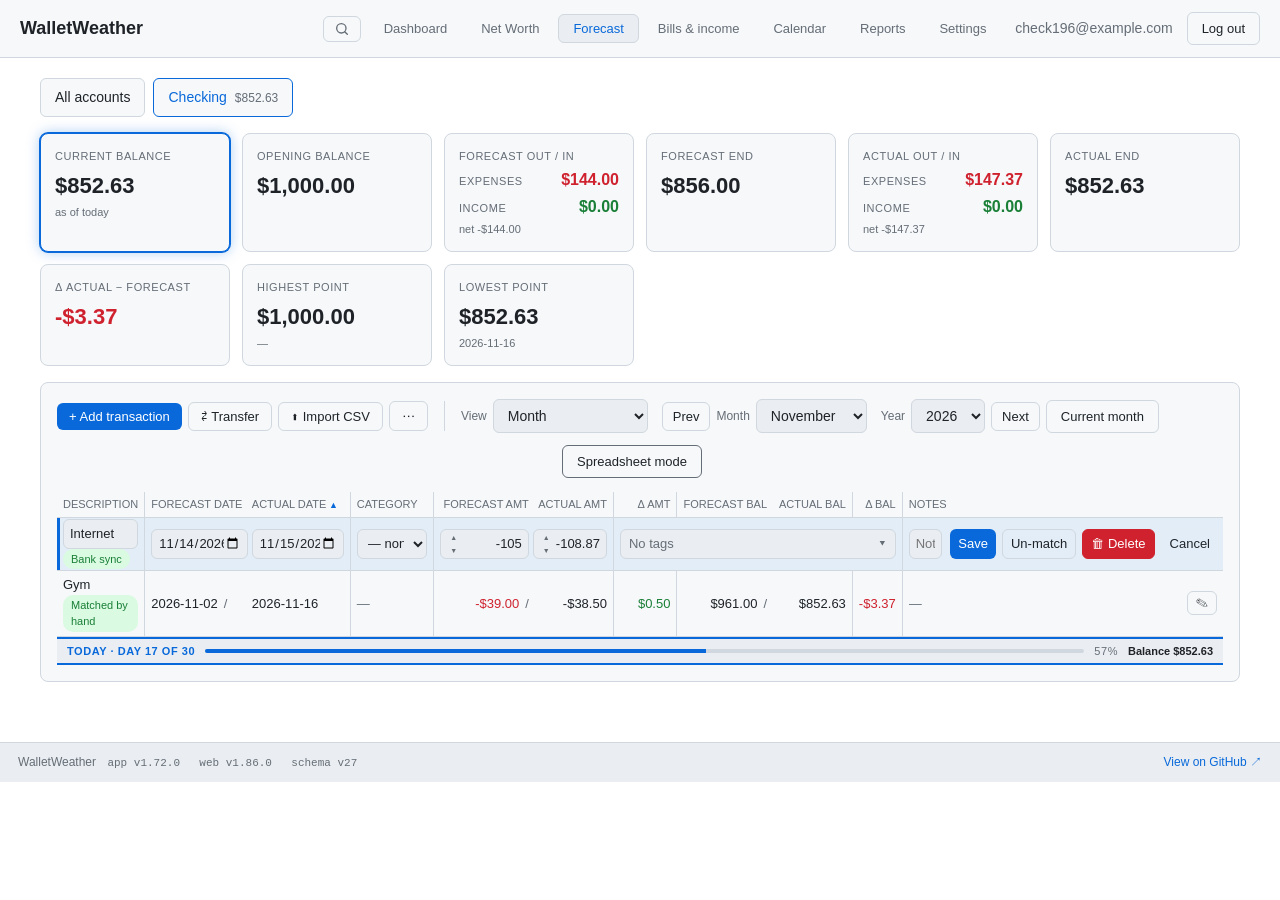 WalletWeather
Dashboard Net Worth Forecast Bills & income Calendar Reports Settings check196@example.com Log out
All accounts Checking $852.63
CURRENT BALANCE
$852.63
as of today
OPENING BALANCE
$1,000.00
FORECAST OUT / IN
EXPENSES $144.00
INCOME $0.00
net -$144.00
FORECAST END
$856.00
ACTUAL OUT / IN
EXPENSES $147.37
INCOME $0.00
net -$147.37
ACTUAL END
$852.63
Δ ACTUAL − FORECAST
-$3.37
HIGHEST POINT
$1,000.00
—
LOWEST POINT
$852.63
2026-11-16
+ Add transaction ⇄ Transfer ⬆ Import CSV ⋯ View Month Prev Month November Year 2026 Next Current month
Spreadsheet mode
DESCRIPTION FORECAST DATE ACTUAL DATE ▲ CATEGORY FORECAST AMT ACTUAL AMT Δ AMT FORECAST BAL ACTUAL BAL Δ BAL NOTES
Internet 11/14/2026 11/15/202 — nor -105 -108.87 No tags ▼ Not Save Un-match 🗑 Delete Cancel
Bank sync
Gym
Matched by
hand
2026-11-02 / 2026-11-16 — -$39.00 / -$38.50 $0.50 $961.00 / $852.63 -$3.37 — ✎
TODAY · DAY 17 OF 30 57% Balance $852.63
WalletWeather app v1.72.0 web v1.86.0 schema v27 View on GitHub ↗